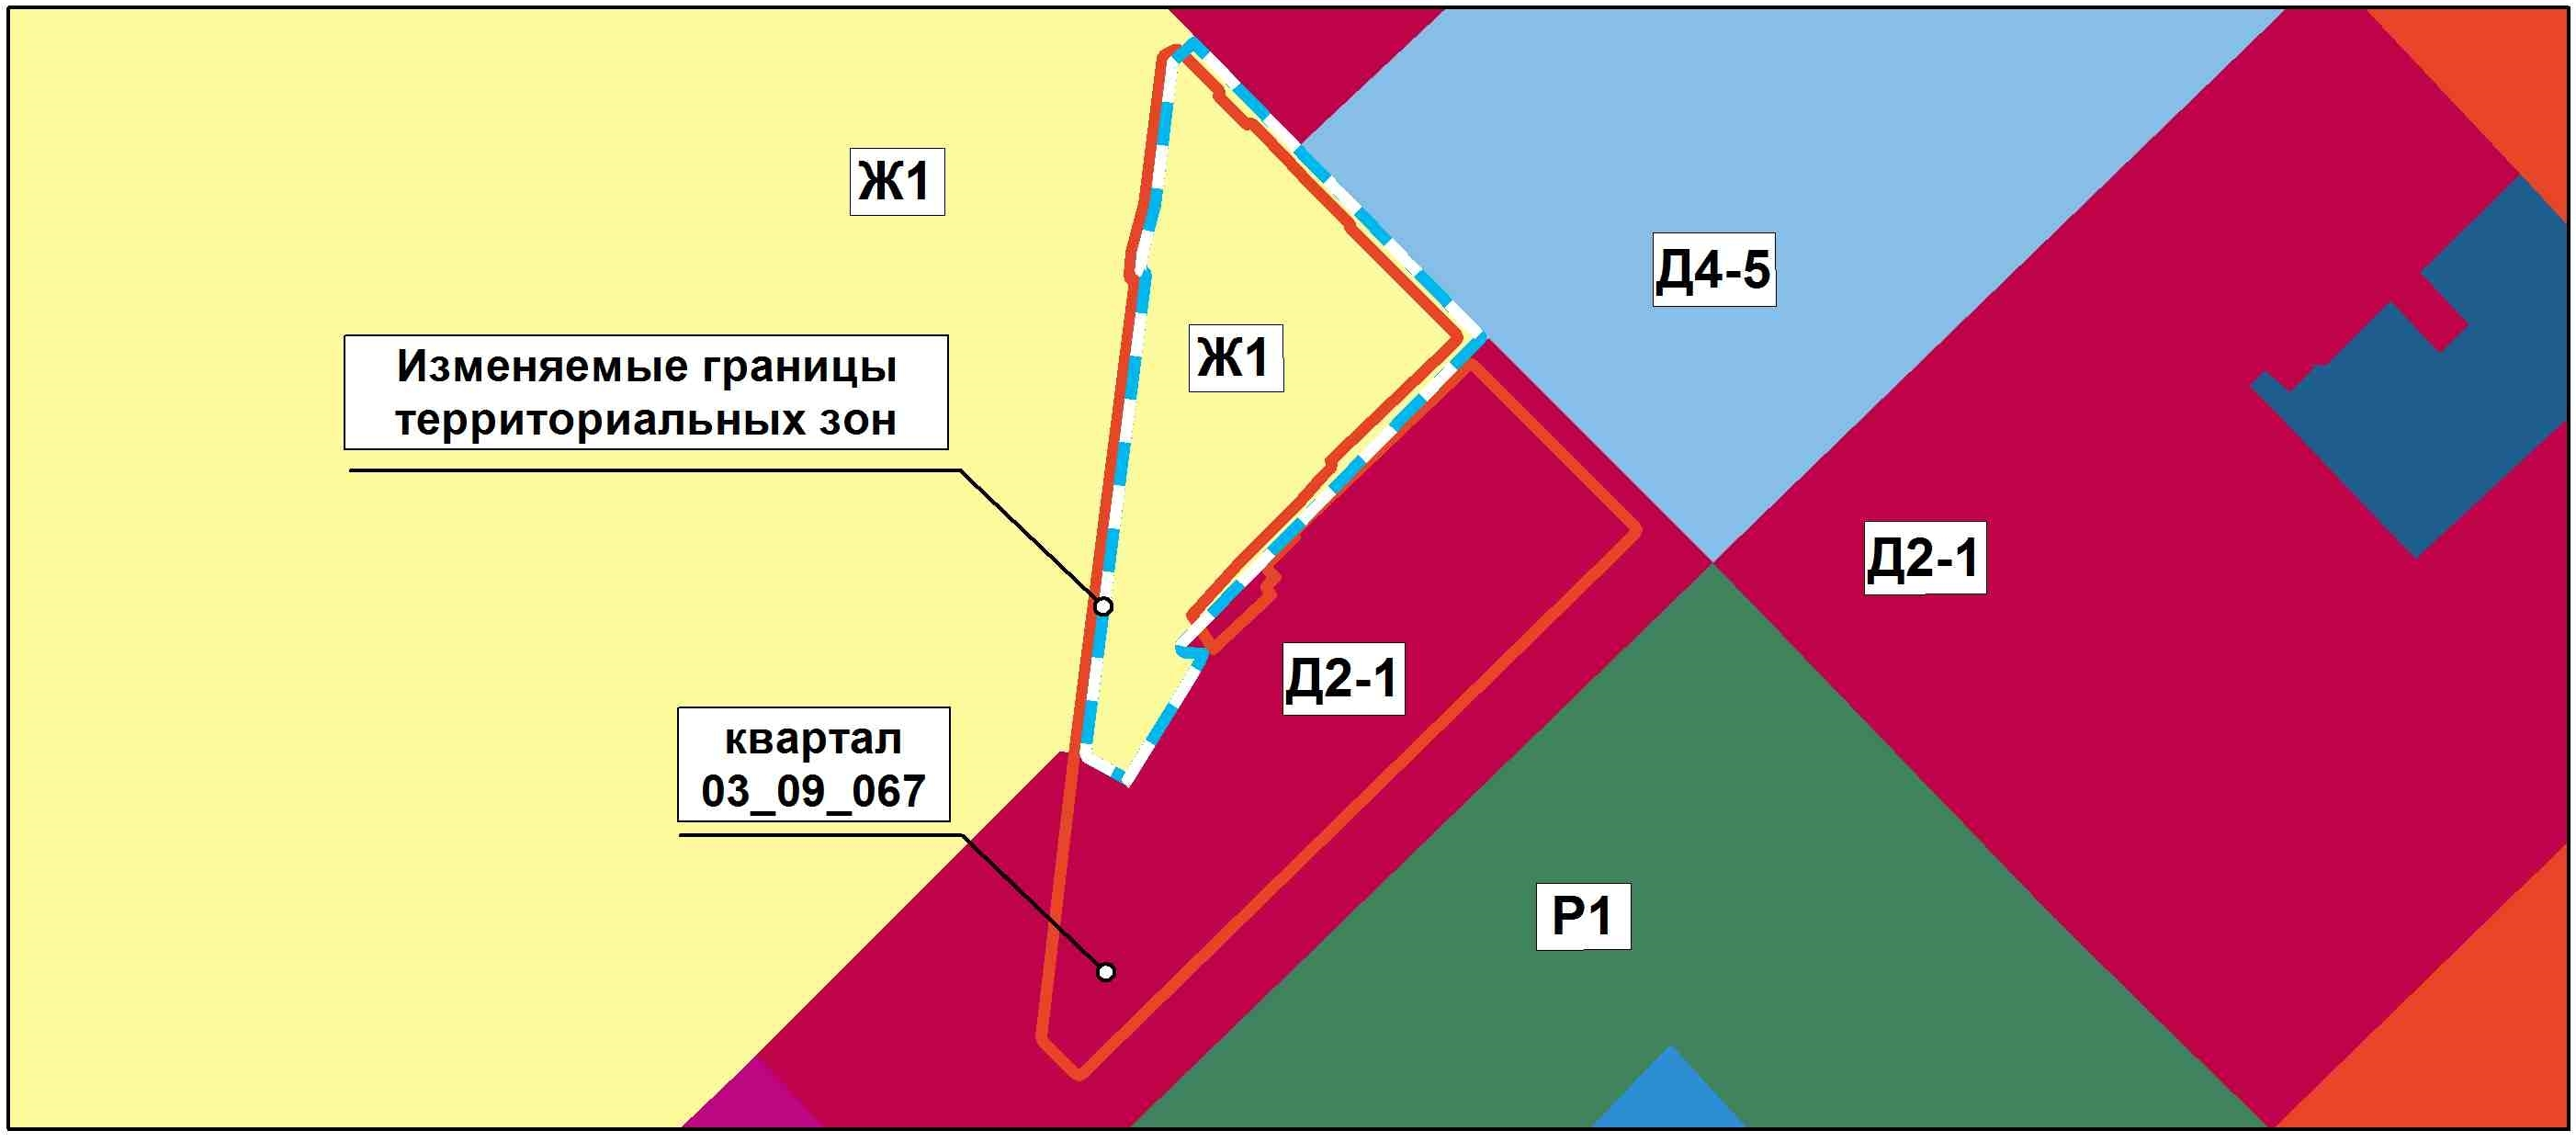 Ж1
Д4-5
Ж1
Изменяемые границы
территориальных зон
Д2-1
Д2-1
квартал
03_09_067
Р1